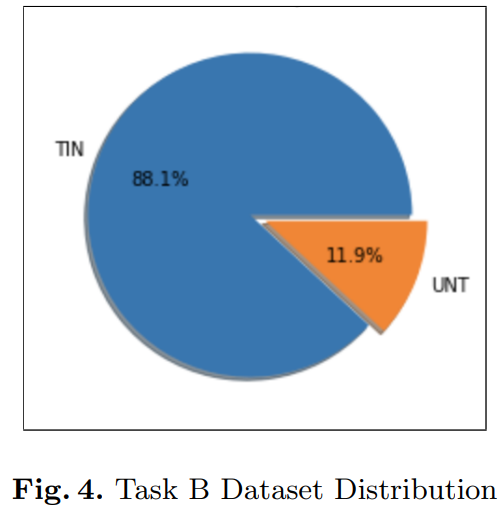 TIN
88.1%
11.9%
UNT
Fig. 4. Task B Dataset Distribution